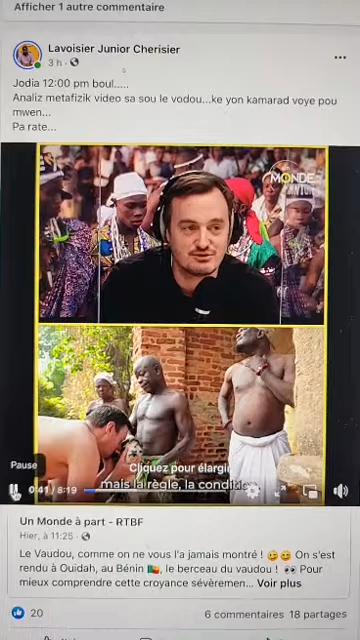 Afficher 1 autre commentaire
Lavoisier Junior Cherisier
3 h ·
Jodia 12:00 pm boul.....
Analiz metafizik video sa sou le vodou...ke yon kamarad voye pou
mwen...
Pa rate...
MONDE
Cliquez pour élargir
Pause
mais la règle, la conditi
0:41 / 8:19
Un Monde à part - RTBF
Hier, à 11:25 ·
Le Vaudou, comme on ne vous l'a jamais montré ! On s'est
rendu à Ouidah, au Bénin, le berceau du vaudou ! Pour
mieux comprendre cette croyance sévèremen... Voir plus
20
6 commentaires 18 partages